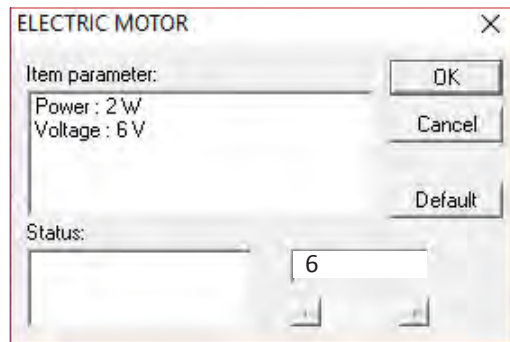 ELECTRIC MOTOR
Item parameter:
OK
Power : 2 W
Voltage : 6 V
Cancel
Default
Status:
6